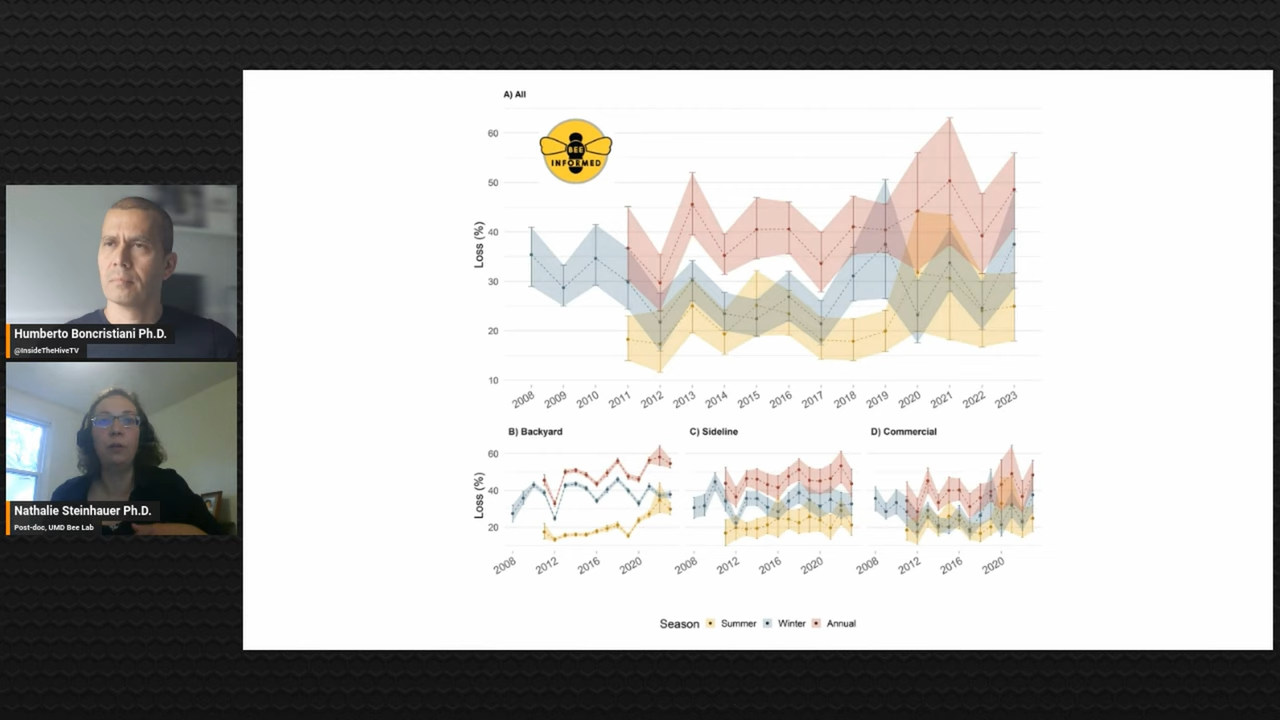 A) All
BEE
INFORMED
60
50
40
30
20
10
Loss (%)
2008
2009
2010
2011
2012
2013
2014
2015
2016
2017
2018
2019
2020
2021
2022
2023
B) Backyard
C) Sideline
D) Commercial
60
40
20
Loss (%)
2008
2012
2016
2020
2008
2012
2016
2020
2008
2012
2016
2020
Season
Summer
Winter
Annual
Humberto Boncristiani Ph.D.
@InsideTheHiveTV
Nathalie Steinhauer Ph.D.
Post-doc, UMD Bee Lab